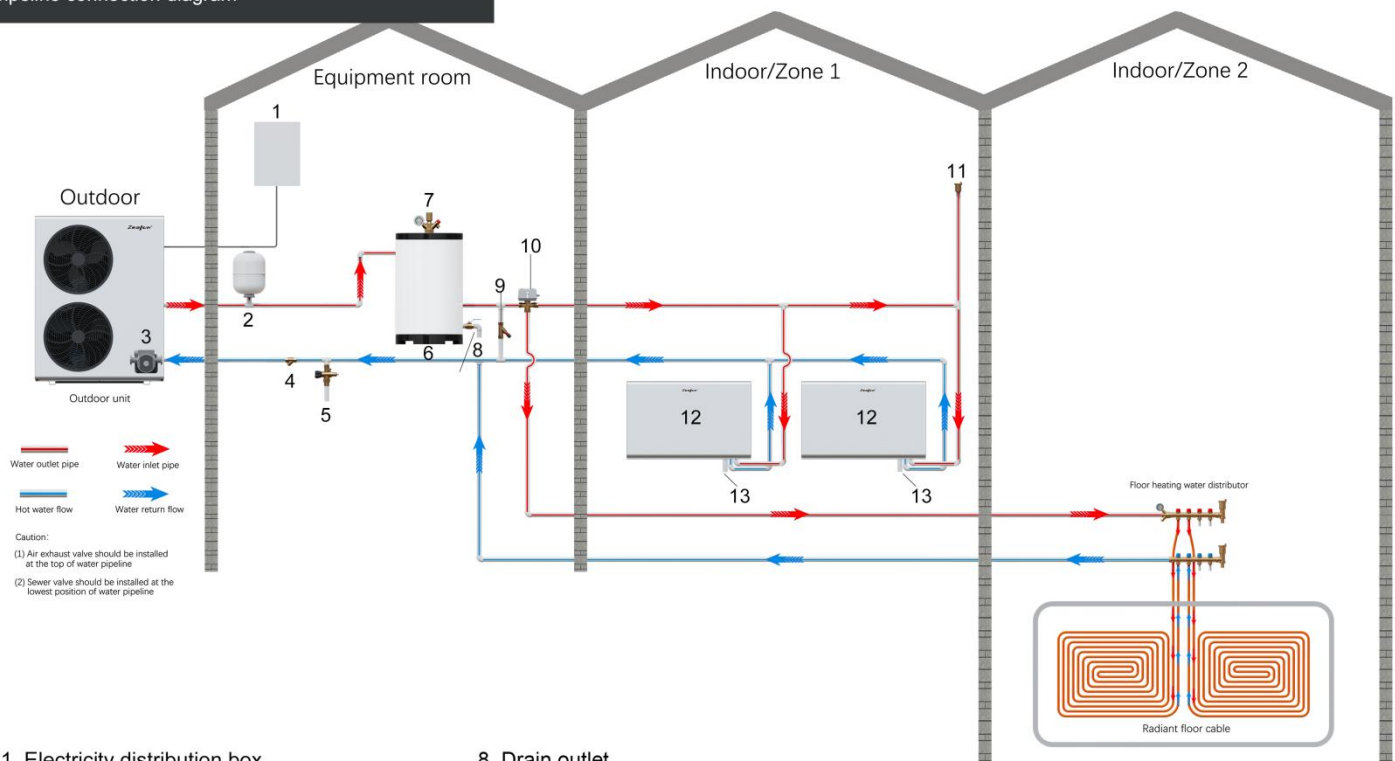 Pipeline connection diagram
Equipment room
Indoor/Zone 1
Indoor/Zone 2
1
Outdoor
7
11
10
9
2
3
6
8
4
5
12
12
13
13
Outdoor unit
Water outlet pipe
Water inlet pipe
Hot water flow
Water return flow
Floor heating water distributor
Caution:
(1) Air exhaust valve should be installed
at the top of water pipeline
(2) Sewer valve should be installed at the
lowest position of water pipeline
Radiant floor cable
1. Electricity distribution box
8. Drain outlet